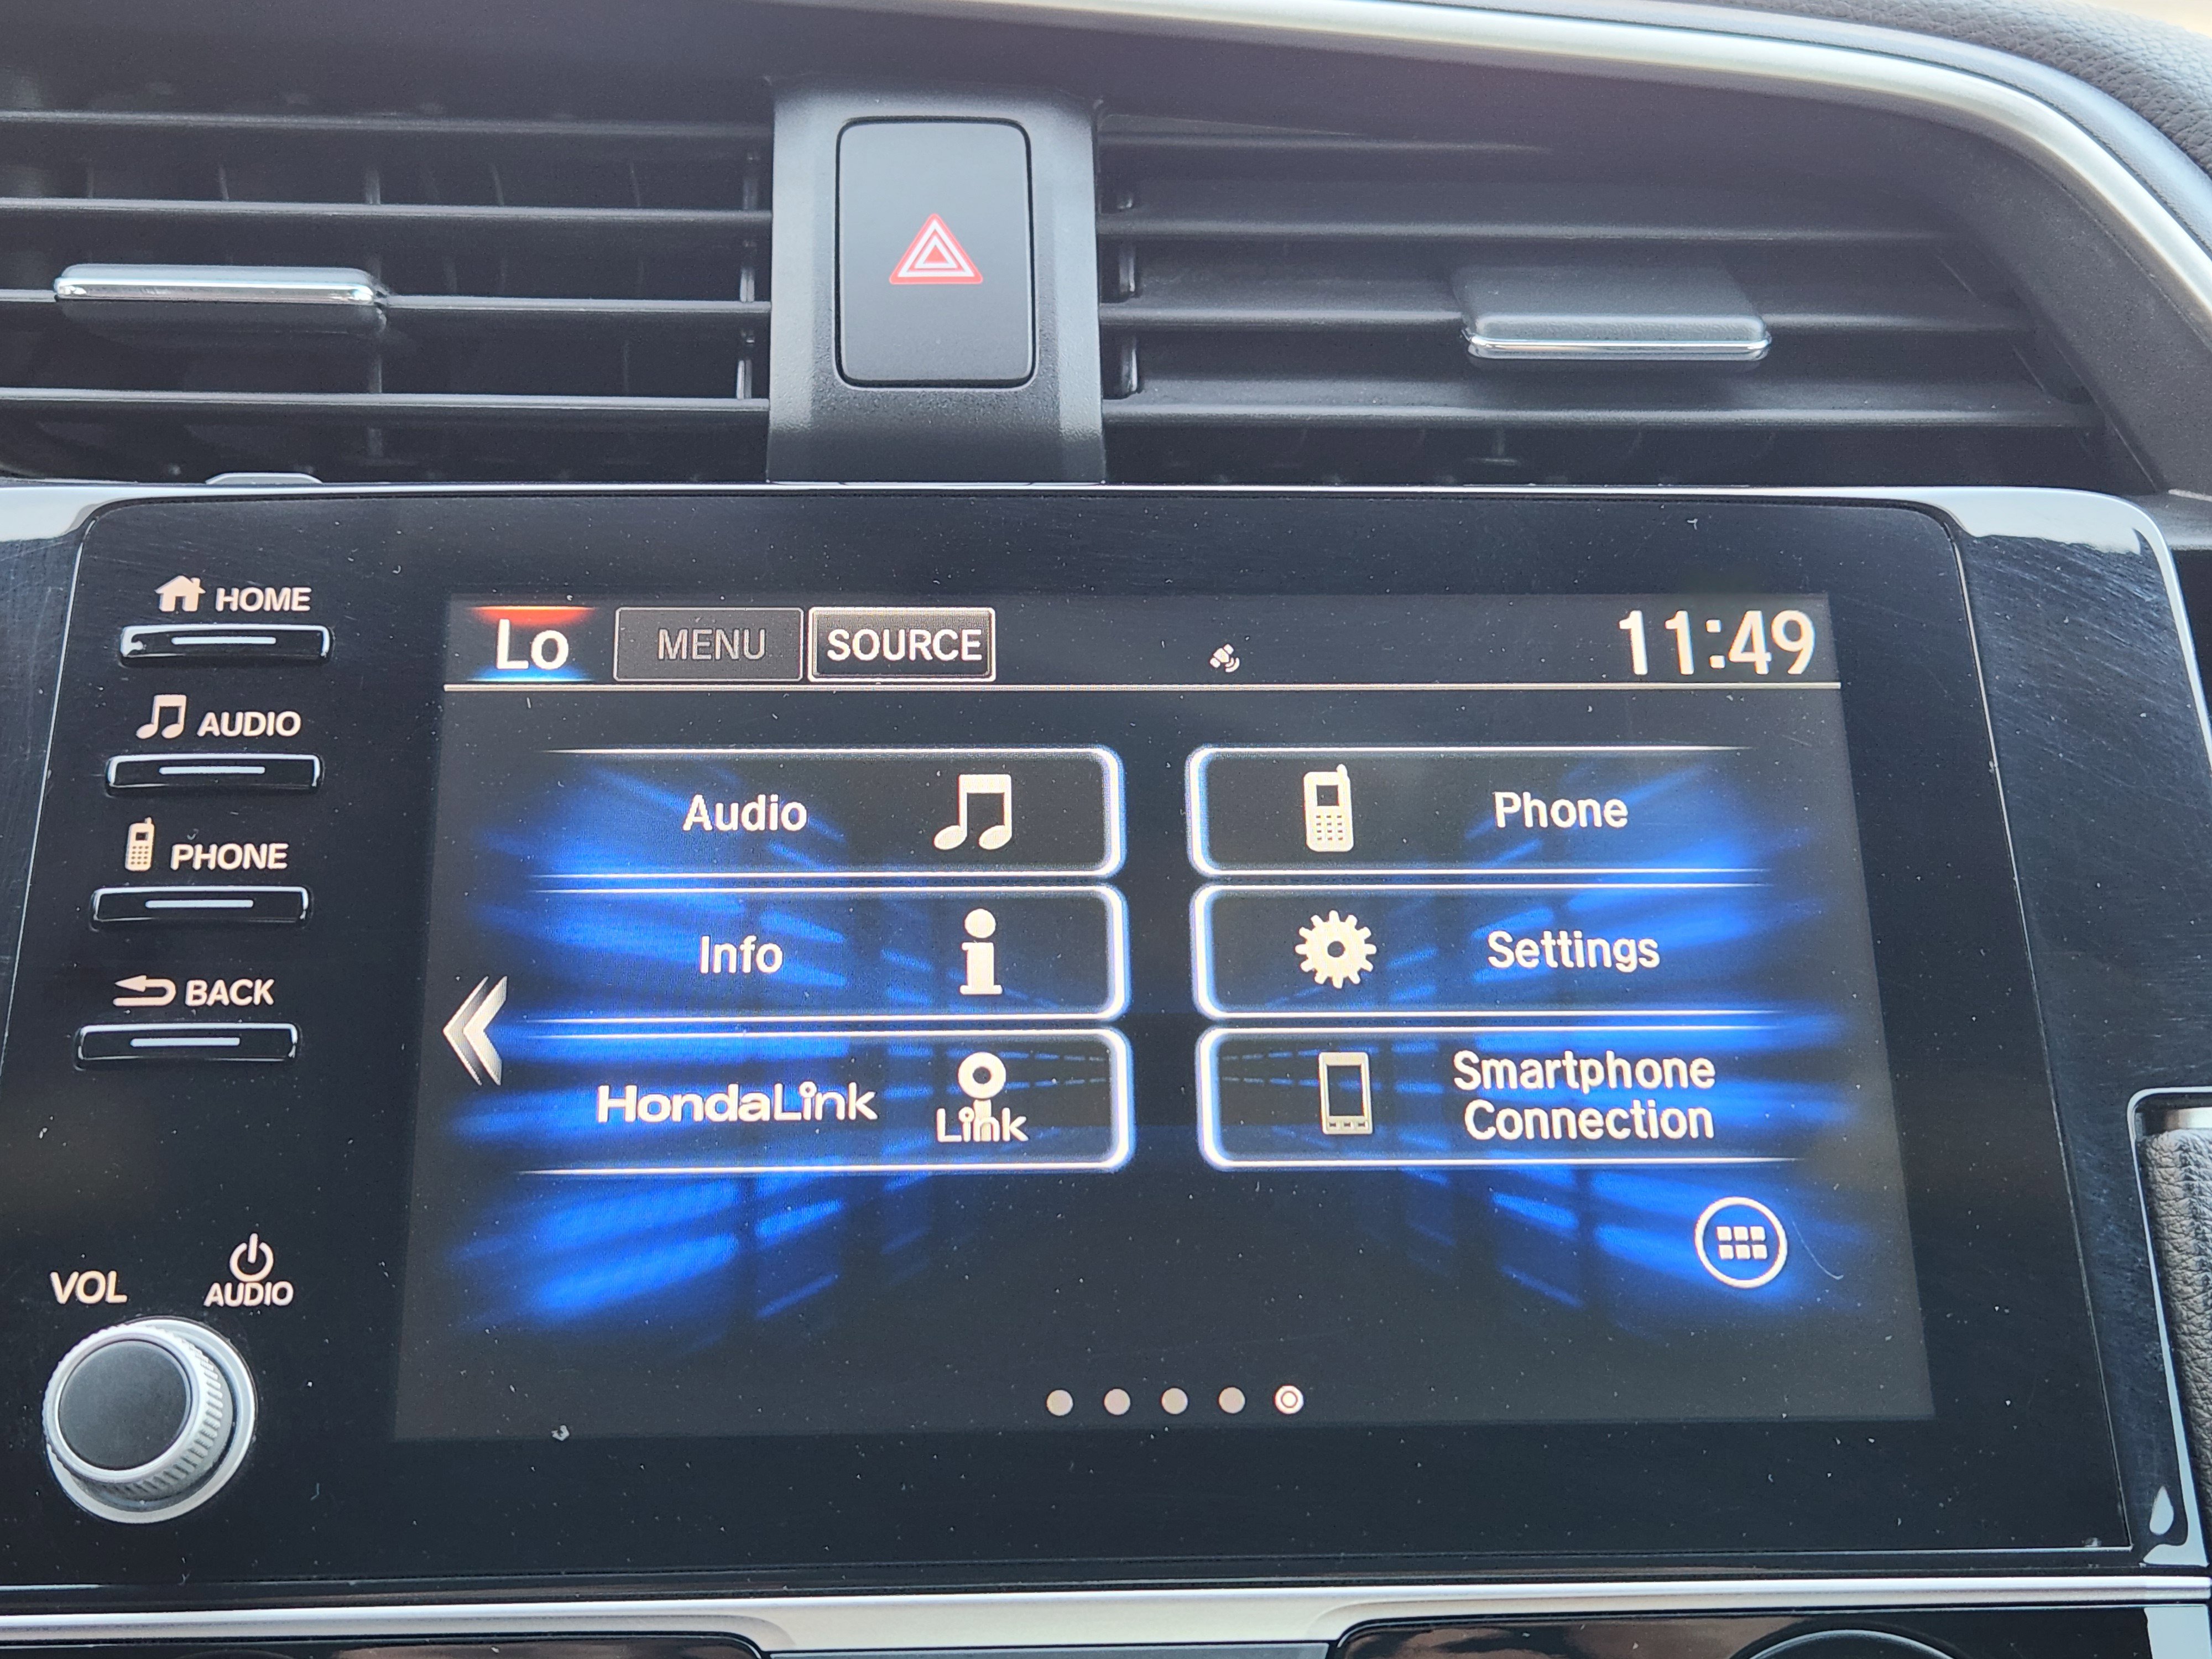 HOME
AUDIO
PHONE
BACK
VOL
AUDIO
Lo
MENU
SOURCE
11:49
Audio
Phone
Info
Settings
HondaLink
Link
Smartphone
Connection